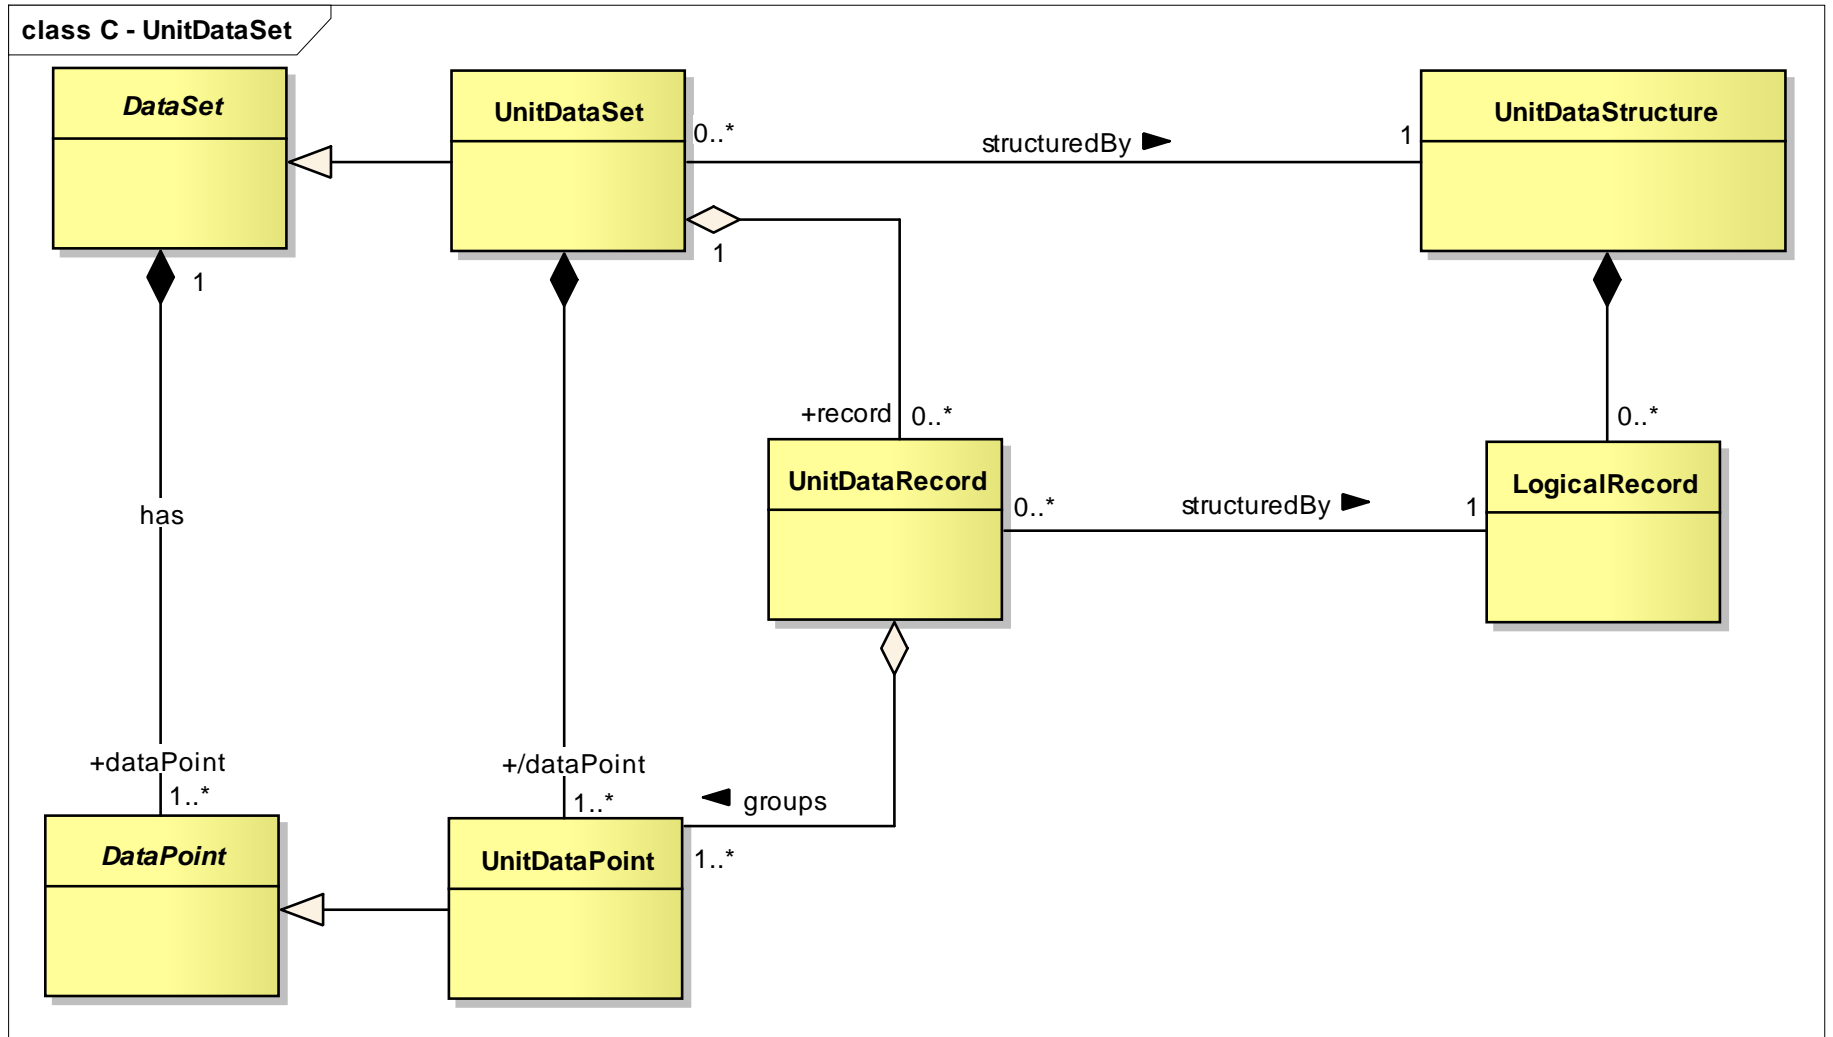 class C - UnitDataSet
DataSet
UnitDataSet
UnitDataStructure
0..*
structuredBy
1
1
1
has
+record
0..*
0..*
UnitDataRecord
LogicalRecord
0..*
structuredBy
1
+dataPoint
1..*
+/dataPoint
1..*
groups
1..*
DataPoint
UnitDataPoint